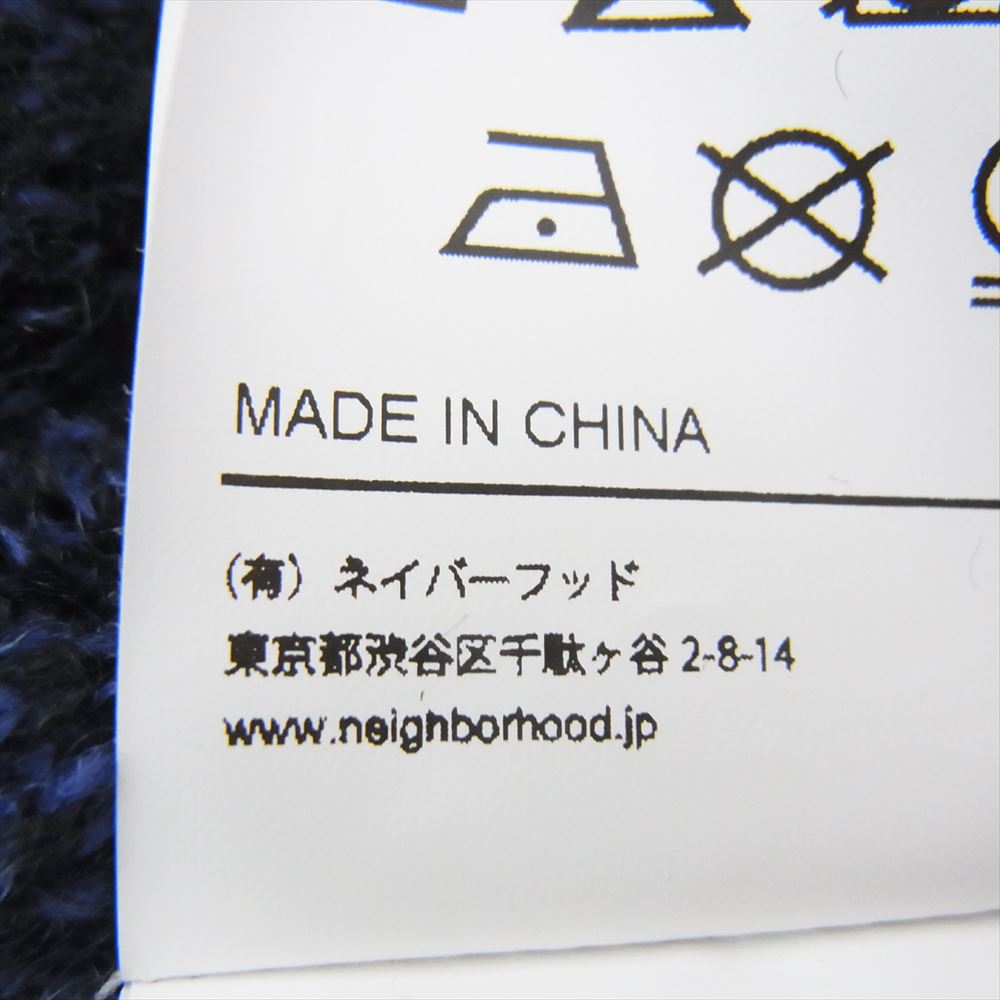 MADE IN CHINA
(有) ネイバーフッド
東京都渋谷区千駄ヶ谷 2-8-14
www.neighborhood.jp